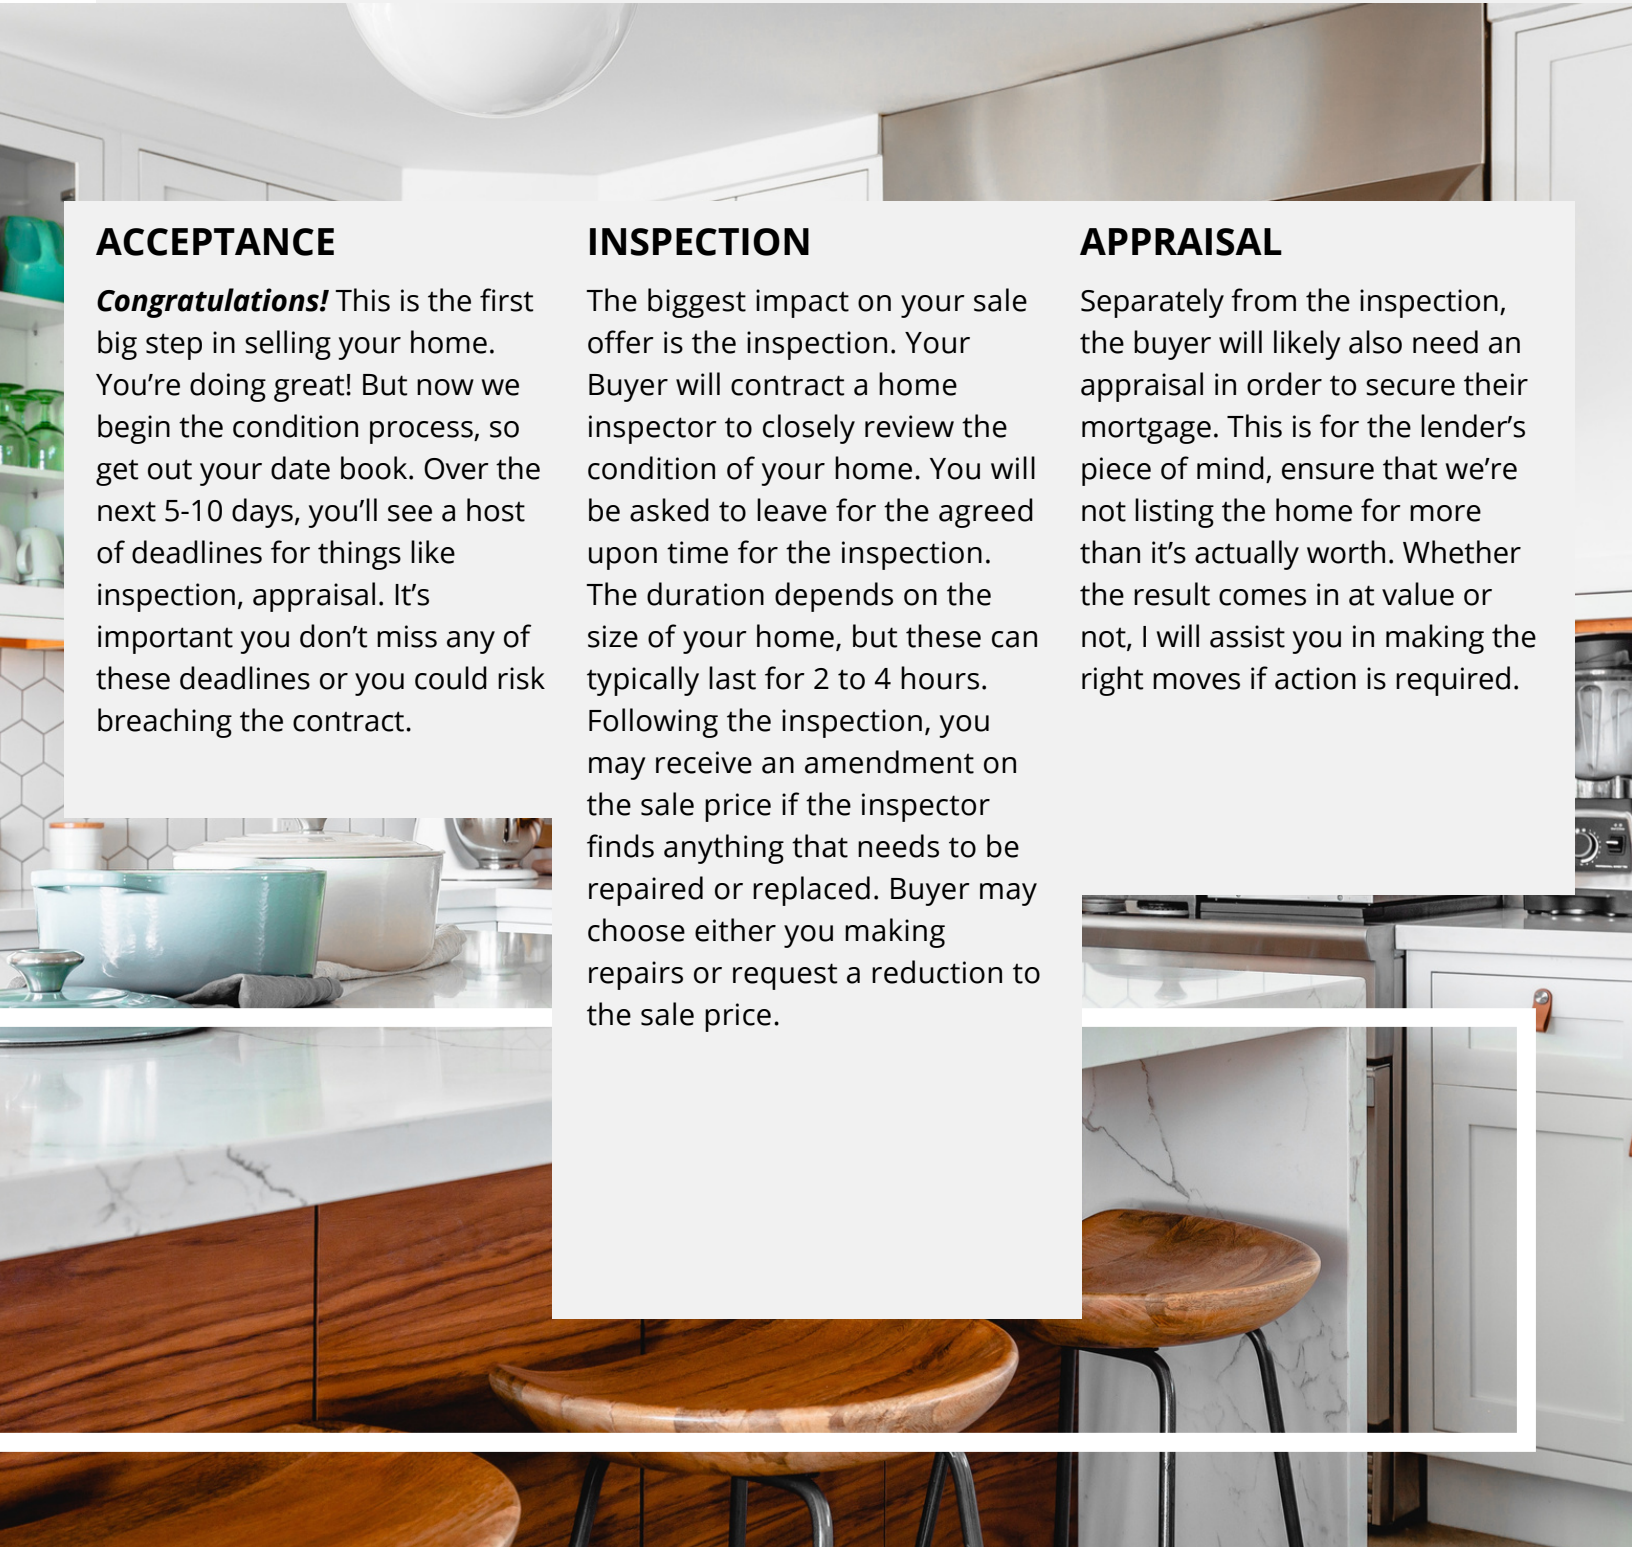 ACCEPTANCE
Congratulations! This is the first
big step in selling your home.
You’re doing great! But now we
begin the condition process, so
get out your date book. Over the
next 5-10 days, you’ll see a host
of deadlines for things like
inspection, appraisal. It’s
important you don’t miss any of
these deadlines or you could risk
breaching the contract.
INSPECTION
The biggest impact on your sale
offer is the inspection. Your
Buyer will contract a home
inspector to closely review the
condition of your home. You will
be asked to leave for the agreed
upon time for the inspection.
The duration depends on the
size of your home, but these can
typically last for 2 to 4 hours.
Following the inspection, you
may receive an amendment on
the sale price if the inspector
finds anything that needs to be
repaired or replaced. Buyer may
choose either you making
repairs or request a reduction to
the sale price.
APPRAISAL
Separately from the inspection,
the buyer will likely also need an
appraisal in order to secure their
mortgage. This is for the lender’s
piece of mind, ensure that we’re
not listing the home for more
than it’s actually worth. Whether
the result comes in at value or
not, I will assist you in making the
right moves if action is required.